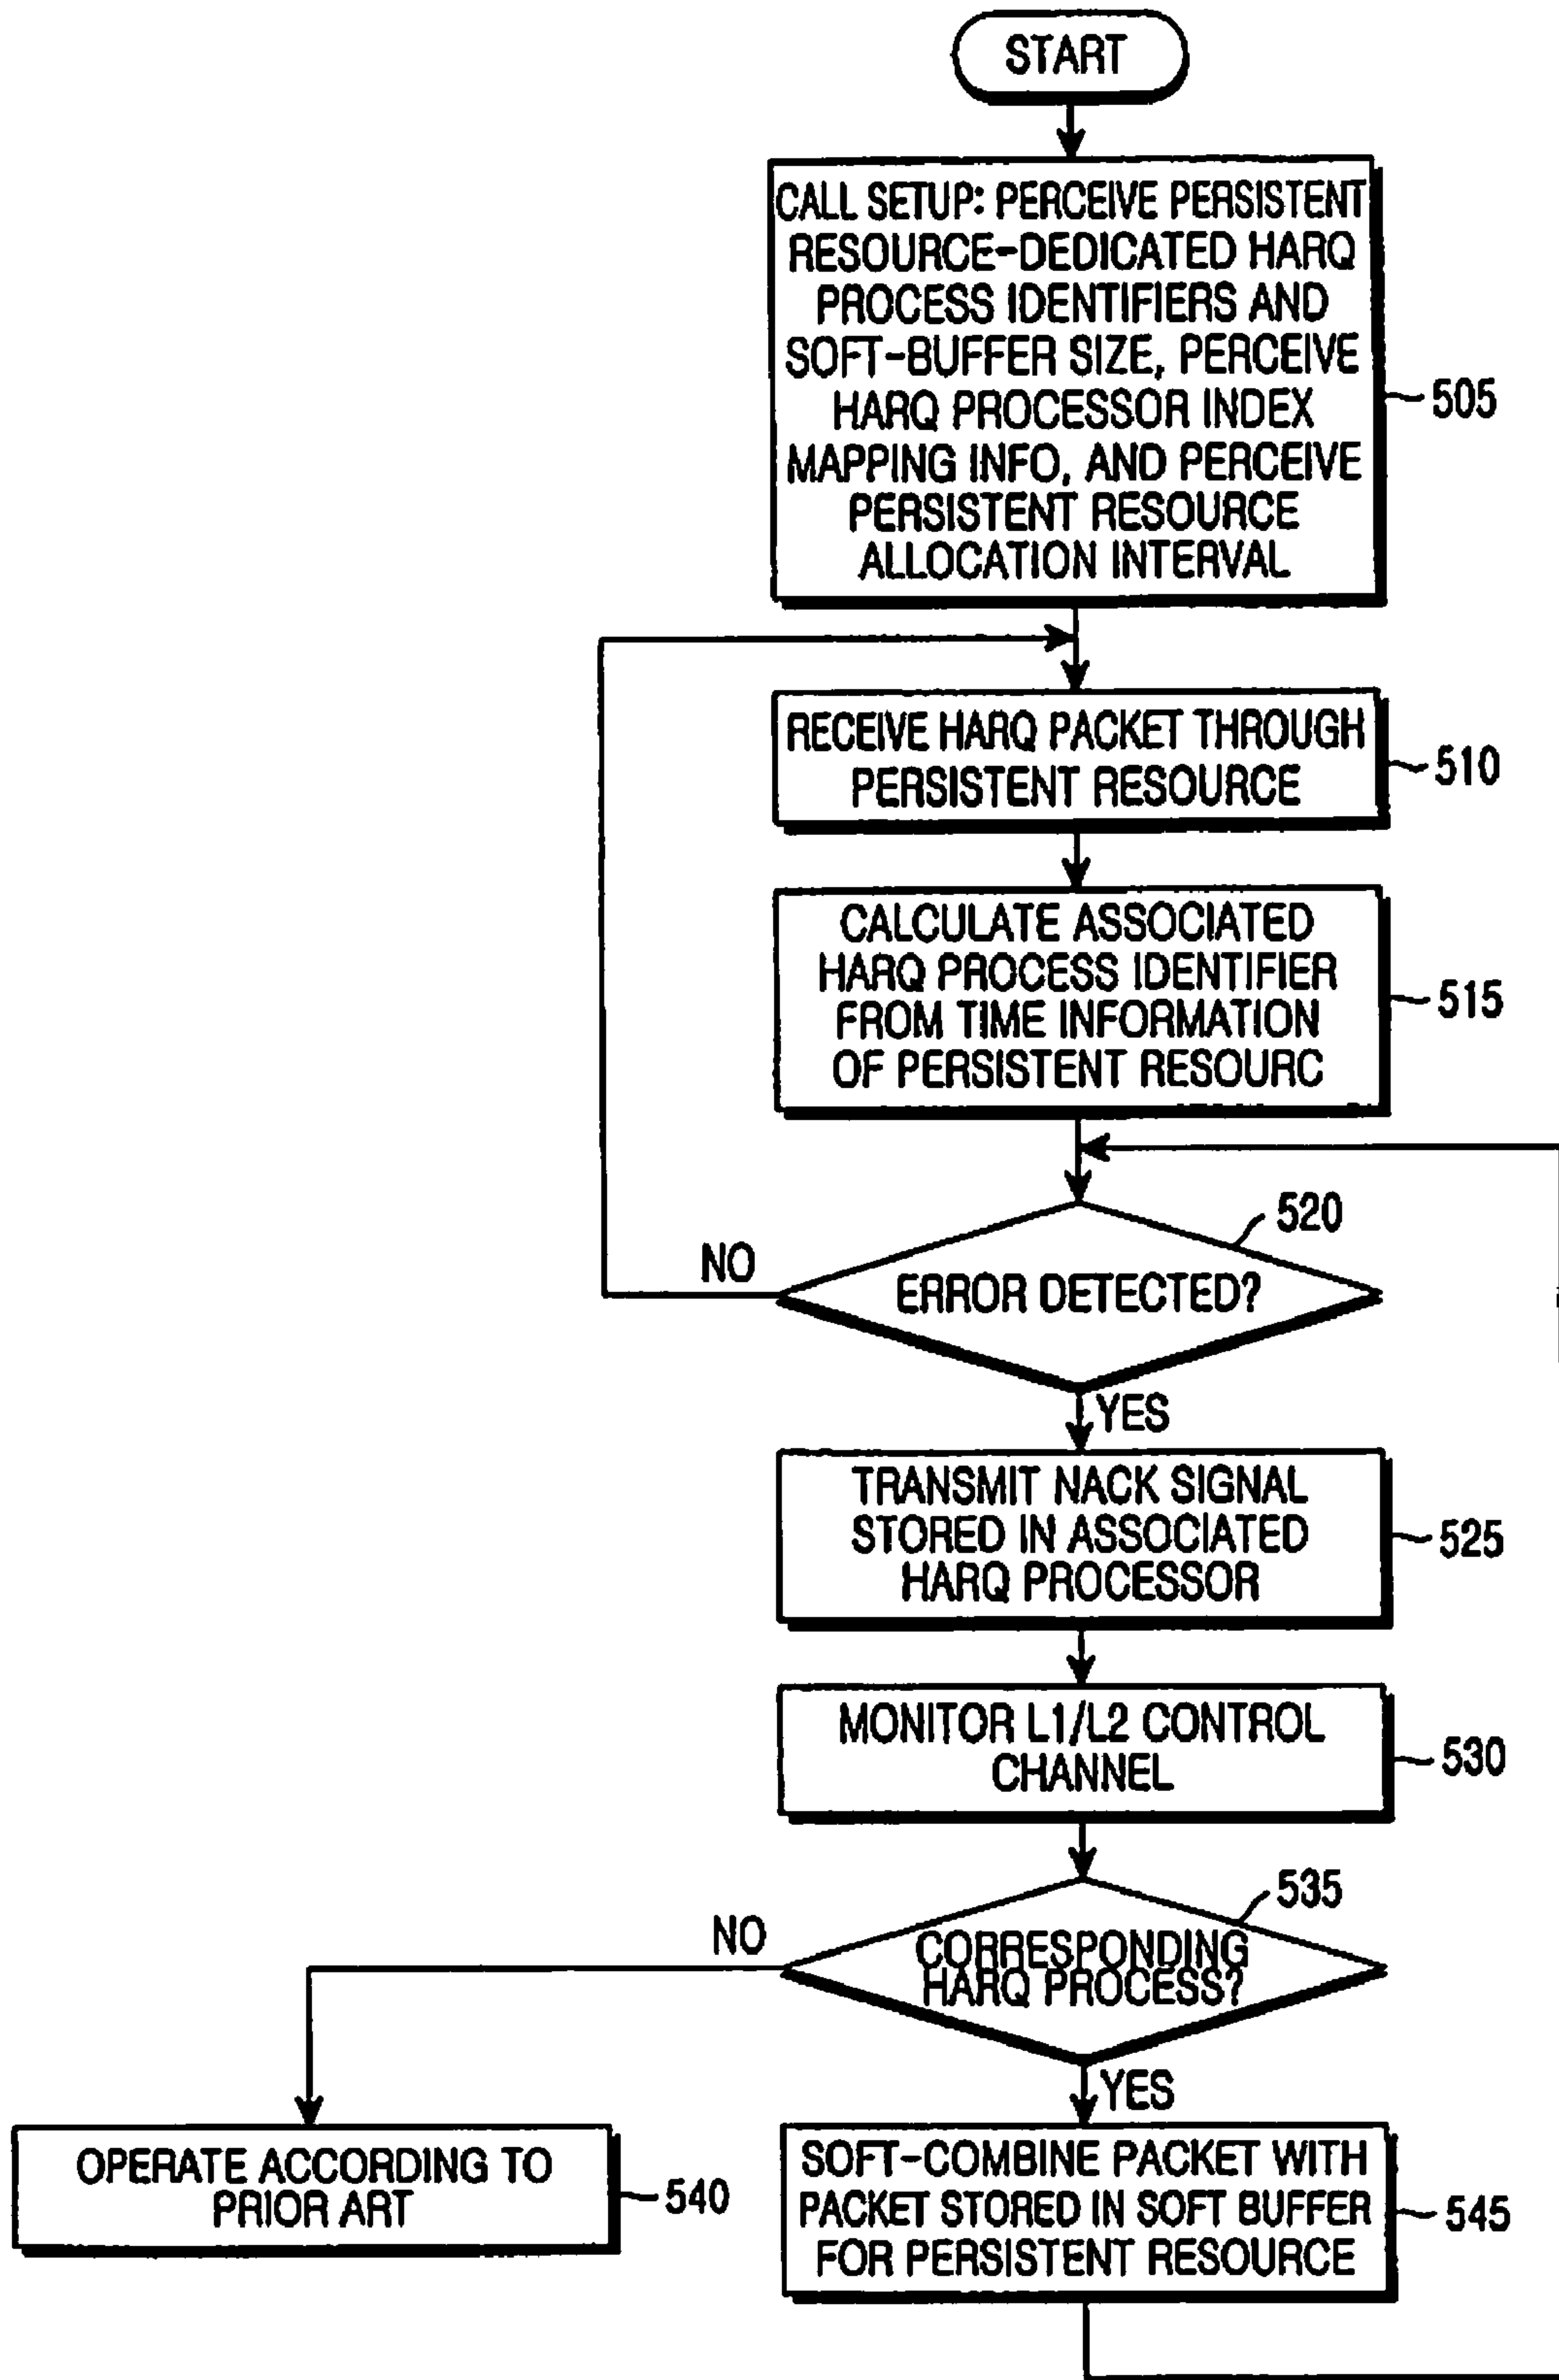 START
CALL SETUP: PERCEIVE PERSISTENT
RESOURCE-DEDICATED HARQ
PROCESS IDENTIFIERS AND
SOFT-BUFFER SIZE, PERCEIVE
HARQ PROCESSOR INDEX
MAPPING INFO, AND PERCEIVE
PERSISTENT RESOURCE
ALLOCATION INTERVAL
505
RECEIVE HARQ PACKET THROUGH
PERSISTENT RESOURCE
510
CALCULATE ASSOCIATED
HARQ PROCESS IDENTIFIER
FROM TIME INFORMATION
OF PERSISTENT RESOURC
515
520
NO
ERROR DETECTED?
YES
TRANSMIT NACK SIGNAL
STORED IN ASSOCIATED
HARQ PROCESSOR
525
MONITOR L1/L2 CONTROL
CHANNEL
530
535
NO
CORRESPONDING
HARQ PROCESS?
YES
OPERATE ACCORDING TO
PRIOR ART
540
SOFT-COMBINE PACKET WITH
PACKET STORED IN SOFT BUFFER
FOR PERSISTENT RESOURCE
545